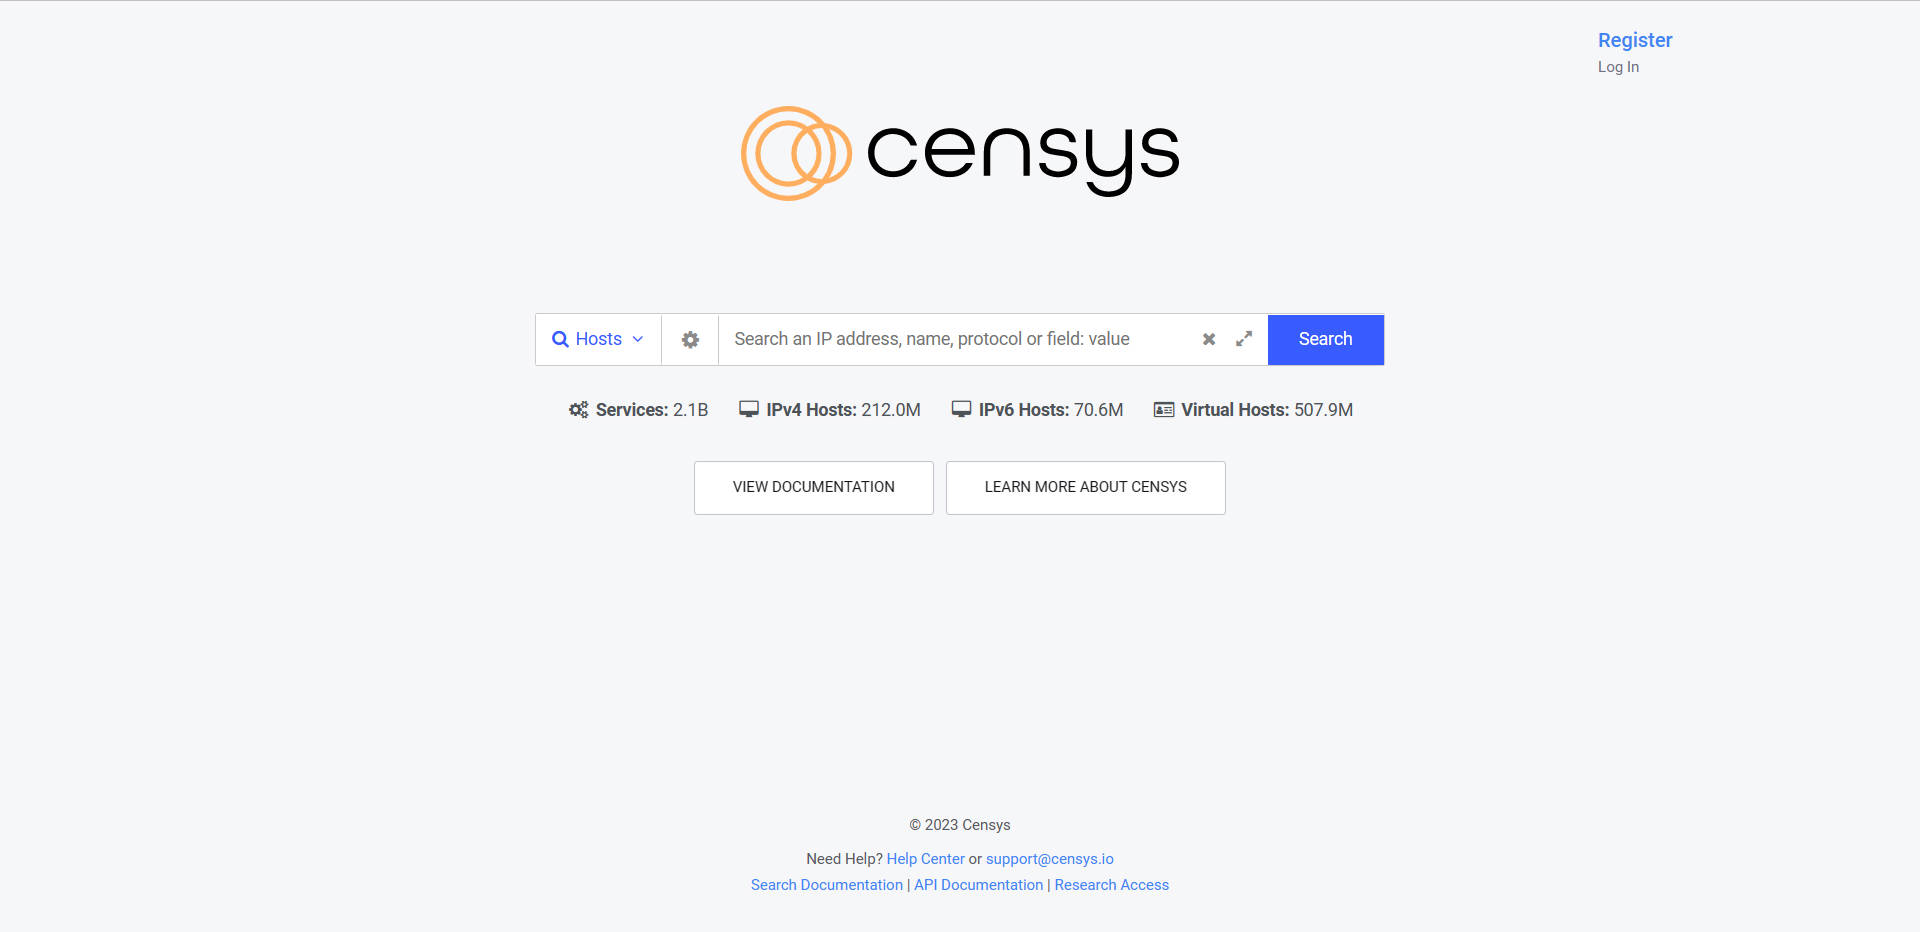 Register
Log In
censys
Hosts
Search an IP address, name, protocol or field: value
Search
Services: 2.1B
IPv4 Hosts: 212.0M
IPv6 Hosts: 70.6M
Virtual Hosts: 507.9M
VIEW DOCUMENTATION
LEARN MORE ABOUT CENSYS
© 2023 Censys
Need Help? Help Center or support@censys.io
Search Documentation | API Documentation | Research Access